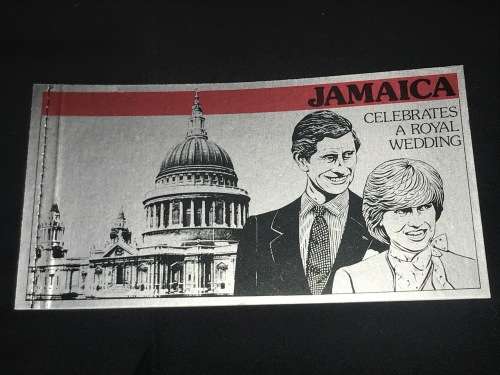 JAMAICA
CELEBRATES
A ROYAL
WEDDING